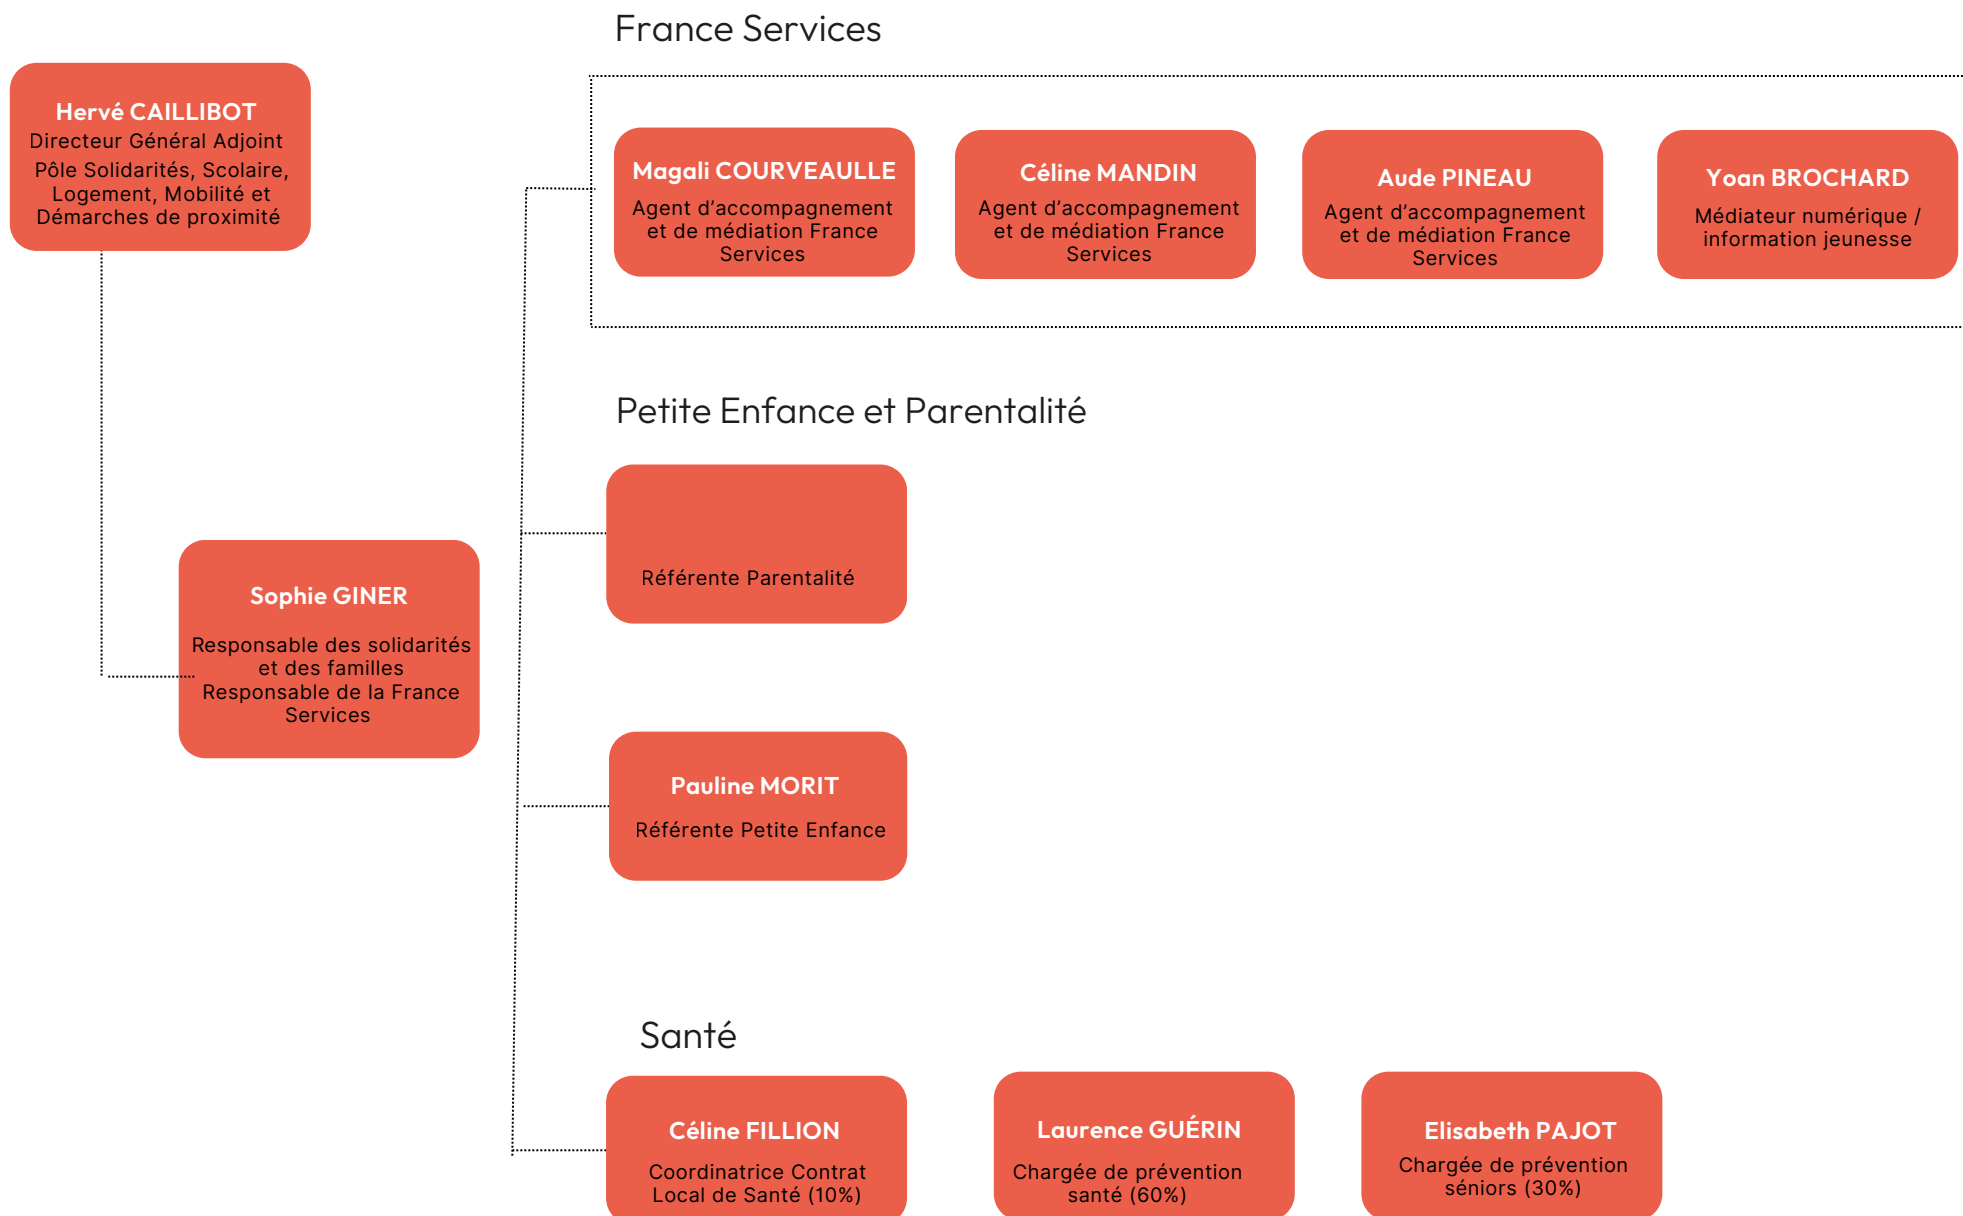 France Services
Hervé CAILLIBOT
Directeur Général Adjoint
Pôle Solidarités, Scolaire,
Logement, Mobilité et
Démarches de proximité
Magali COURVEAULLE
Agent d'accompagnement
et de médiation France
Services
Céline MANDIN
Agent d'accompagnement
et de médiation France
Services
Aude PINEAU
Agent d'accompagnement
et de médiation France
Services
Yoan BROCHARD
Médiateur numérique /
information jeunesse
Petite Enfance et Parentalité
Référente Parentalité
Sophie GINER
Responsable des solidarités
et des familles
Responsable de la France
Services
Pauline MORIT
Référente Petite Enfance
Santé
Céline FILLION
Coordinatrice Contrat
Local de Santé (10%)
Laurence GUÉRIN
Chargée de prévention
santé (60%)
Elisabeth PAJOT
Chargée de prévention
séniors (30%)